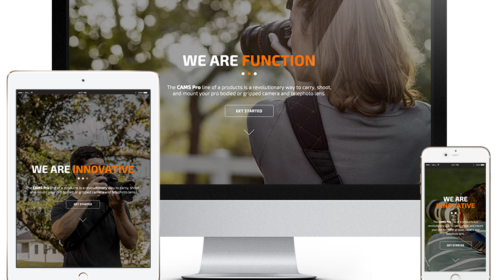 WE ARE FUNCTION
The CAMS Pro line of a products is a revolutionary way to carry, shoot,
and mount your pro bodied or gripped camera and telephoto lens.
GET STARTED
WE ARE INNOVATIVE
The CAMS Pro line of a products is a revolutionary way to carry, shoot,
and mount your pro bodied or gripped camera and telephoto lens.
GET STARTED
WE ARE
INNOVATIVE
GET STARTED